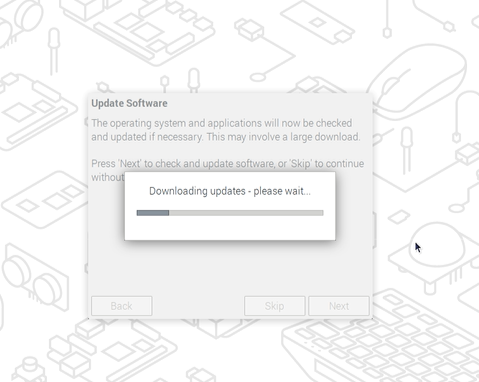 Update Software
The operating system and applications will now be checked
and updated if necessary. This may involve a large download.
Press 'Next' to check and update software, or 'Skip' to continue
without
Downloading updates - please wait...
Back
Skip
Next